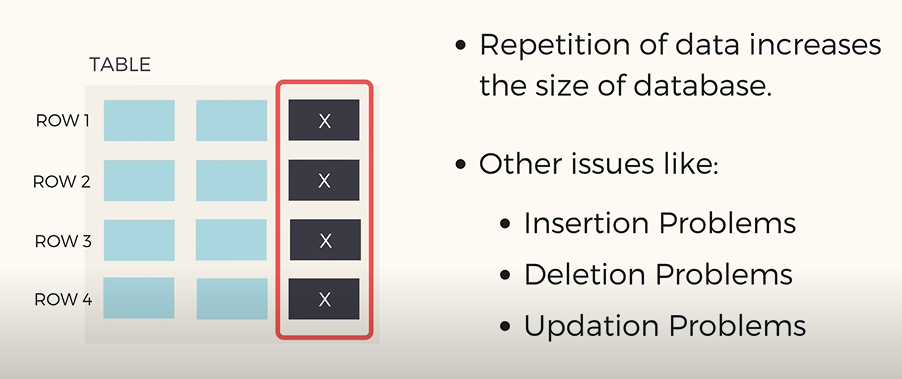 TABLE
ROW 1
X
ROW 2
X
ROW 3
X
ROW 4
X
• Repetition of data increases
the size of database.
• Other issues like:
• Insertion Problems
• Deletion Problems
• Updation Problems